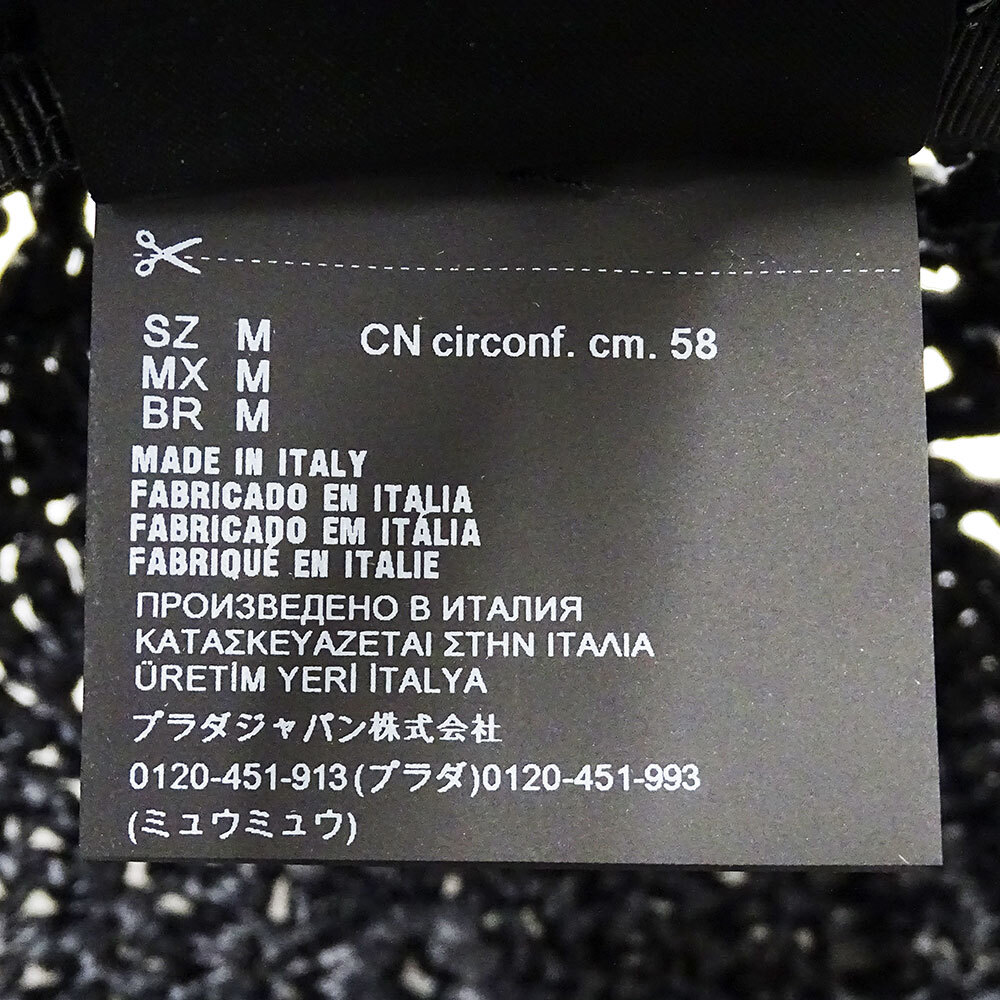 SZ M CN circonf. cm. 58
MX M
BR M
MADE IN ITALY
FABRICADO EN ITALIA
FABRICADO EM ITÁLIA
FABRIQUÉ EN ITALIE
ПРОИЗВЕДЕНО В ИТАЛИЯ
ΚΑΤΑΣΚΕΥΑΖΕΤΑΙ ΣΤΗΝ ΙΤΑΛΙΑ
ÜRETİM YERİ İTALYA
プラダジャパン株式会社
0120-451-913(プラダ)0120-451-993
(ミュウミュウ)